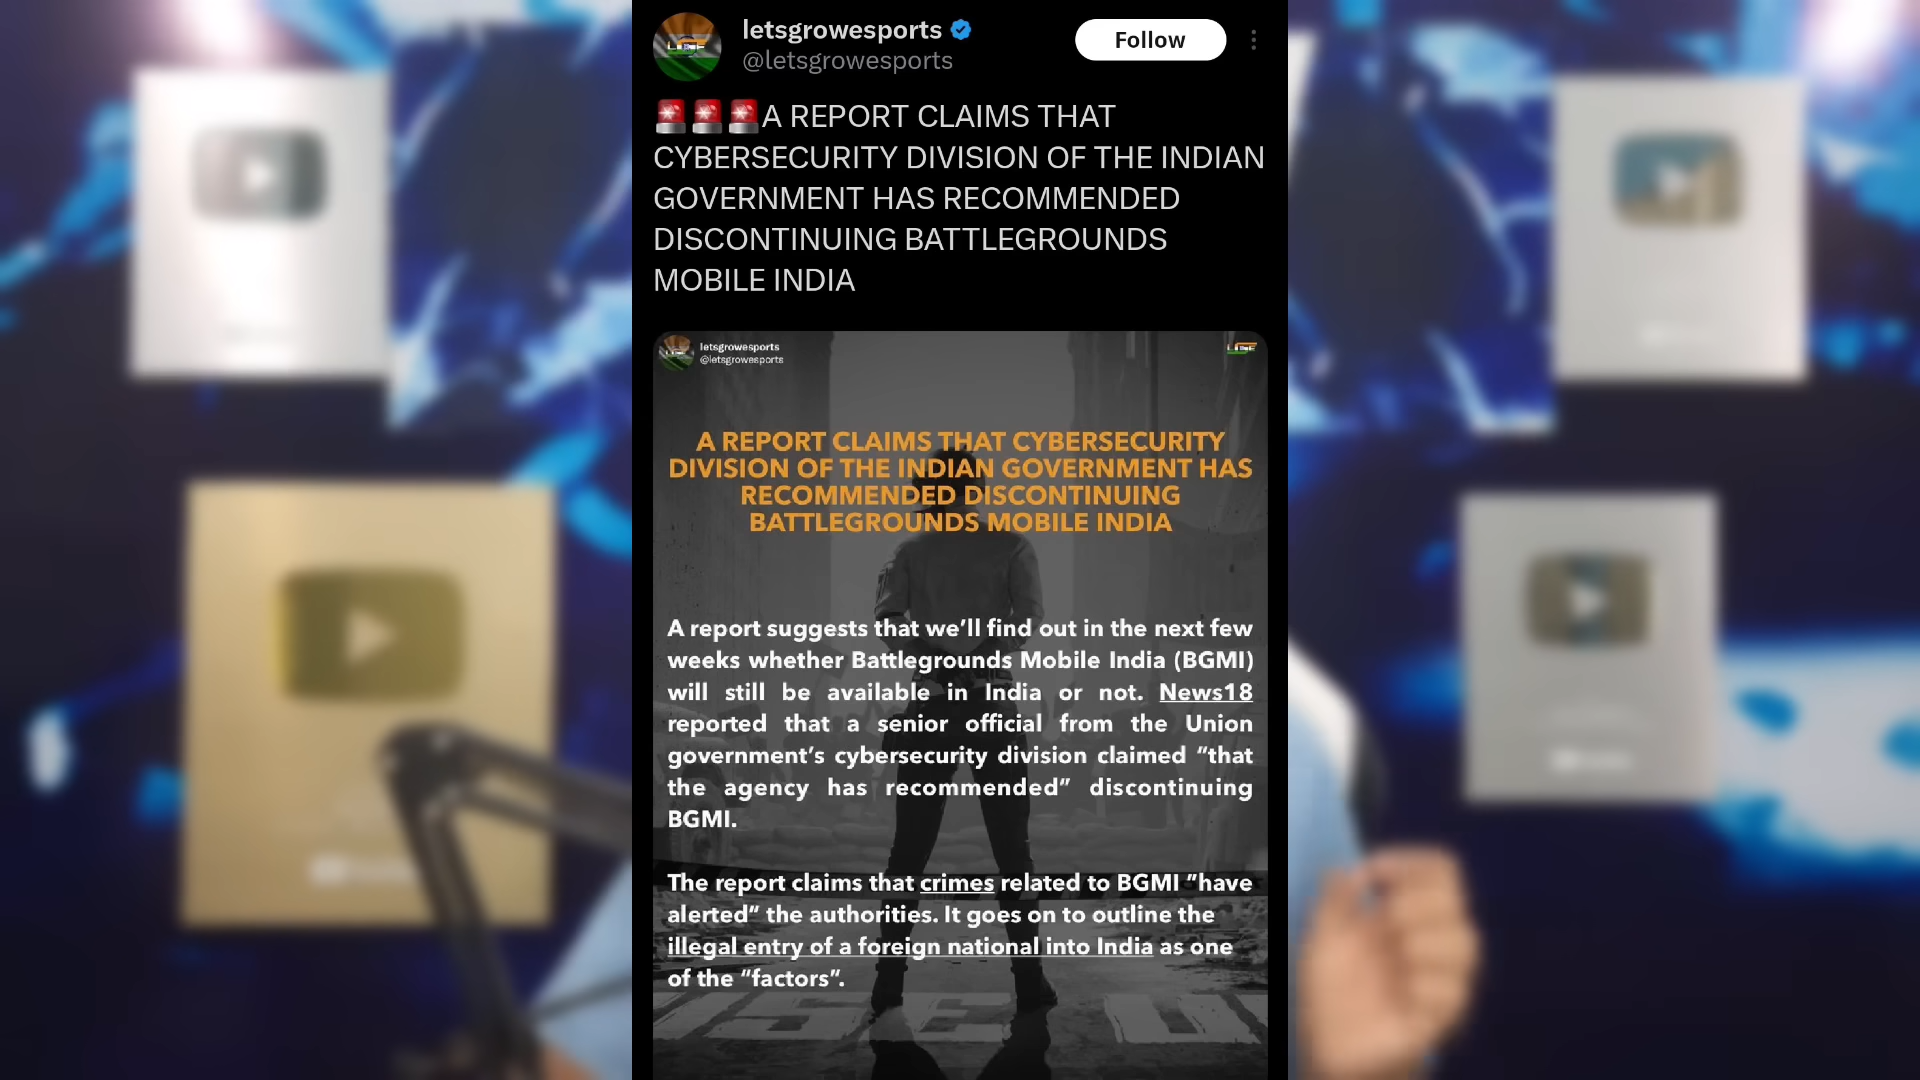 letsgrowesports
@letsgrowesports
Follow
🚨🚨🚨A REPORT CLAIMS THAT
CYBERSECURITY DIVISION OF THE INDIAN
GOVERNMENT HAS RECOMMENDED
DISCONTINUING BATTLEGROUNDS
MOBILE INDIA
letsgrowesports
@letsgrowesports
A REPORT CLAIMS THAT CYBERSECURITY
DIVISION OF THE INDIAN GOVERNMENT HAS
RECOMMENDED DISCONTINUING
BATTLEGROUNDS MOBILE INDIA
A report suggests that we’ll find out in the next few
weeks whether Battlegrounds Mobile India (BGMI)
will still be available in India or not. News18
reported that a senior official from the Union
government’s cybersecurity division claimed “that
the agency has recommended” discontinuing
BGMI.
The report claims that crimes related to BGMI ”have
alerted” the authorities. It goes on to outline the
illegal entry of a foreign national into India as one
of the “factors”.